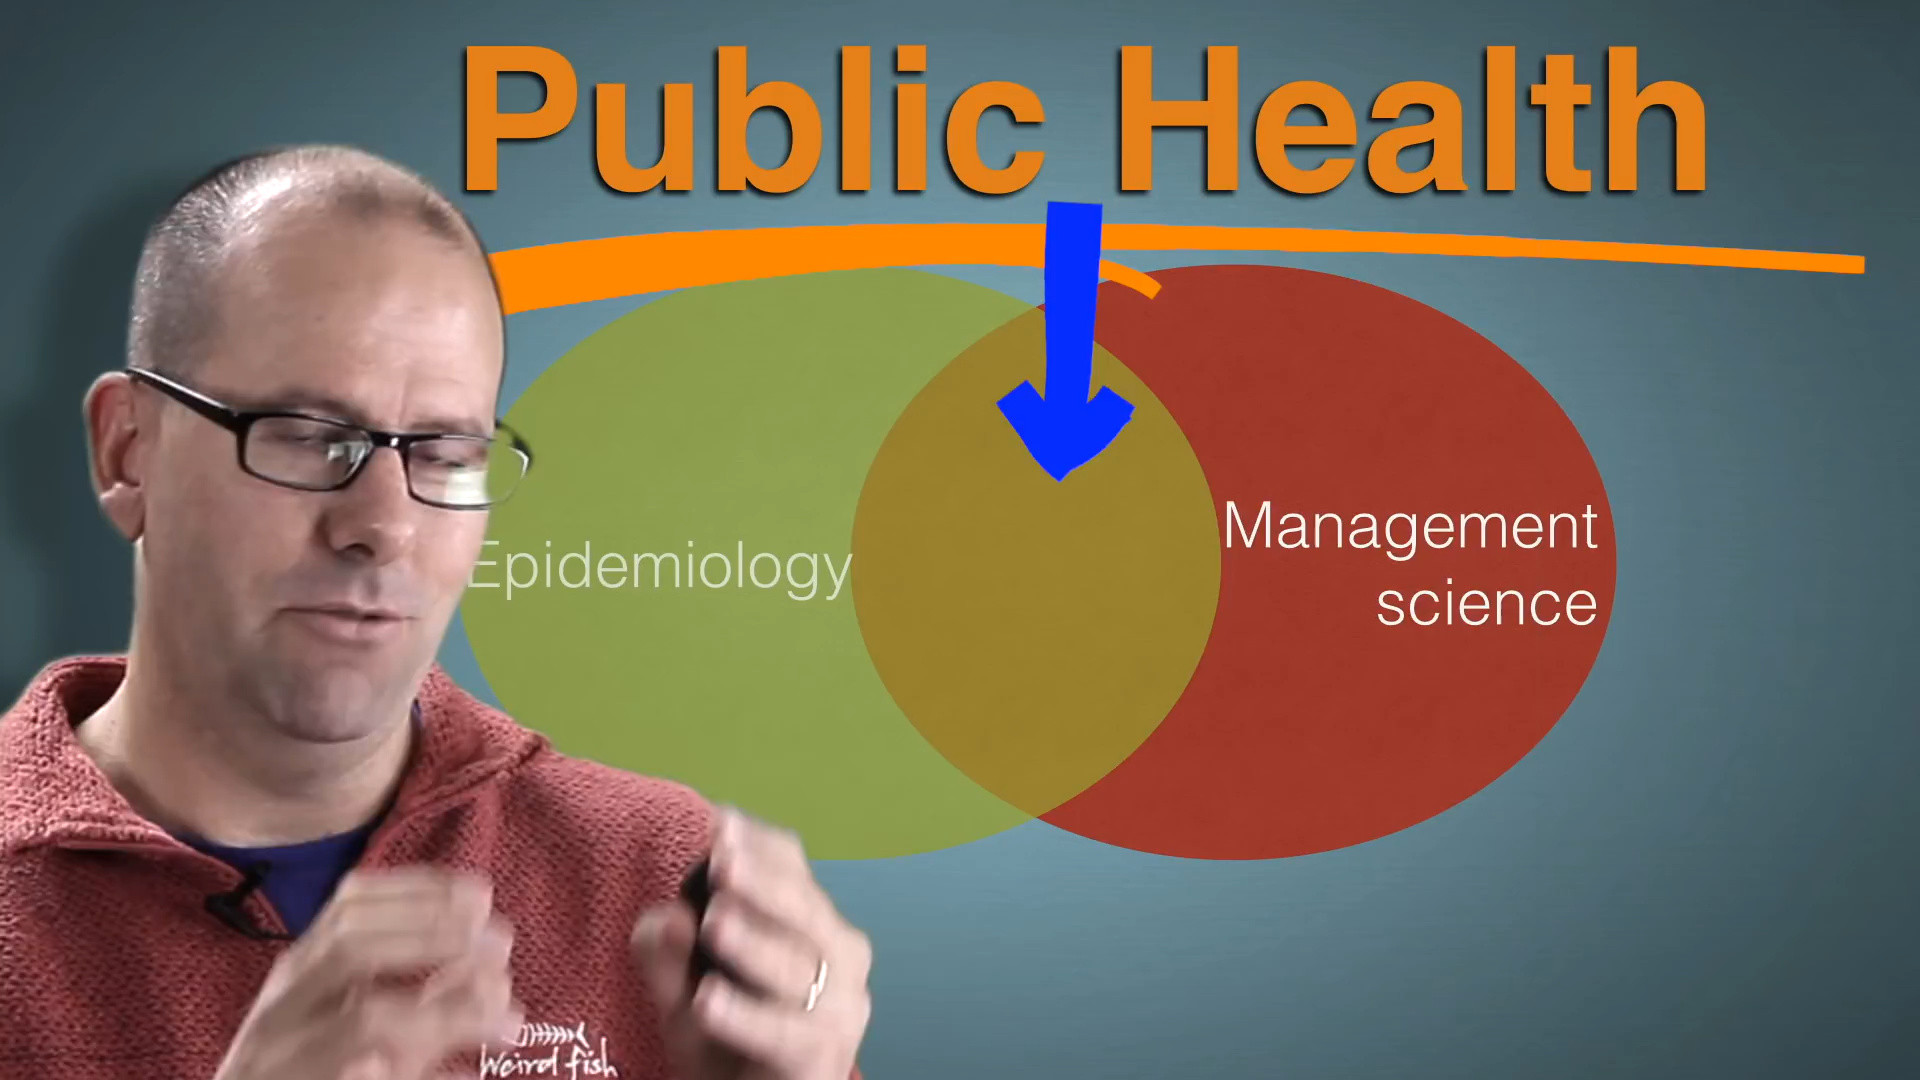 Public Health
Epidemiology
Management
science
Weird fish